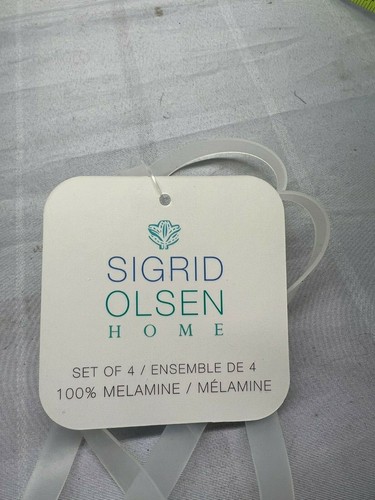 SIGRID
OLSEN
HOME
SET OF 4 / ENSEMBLE DE 4
100% MELAMINE / MÉLAMINE